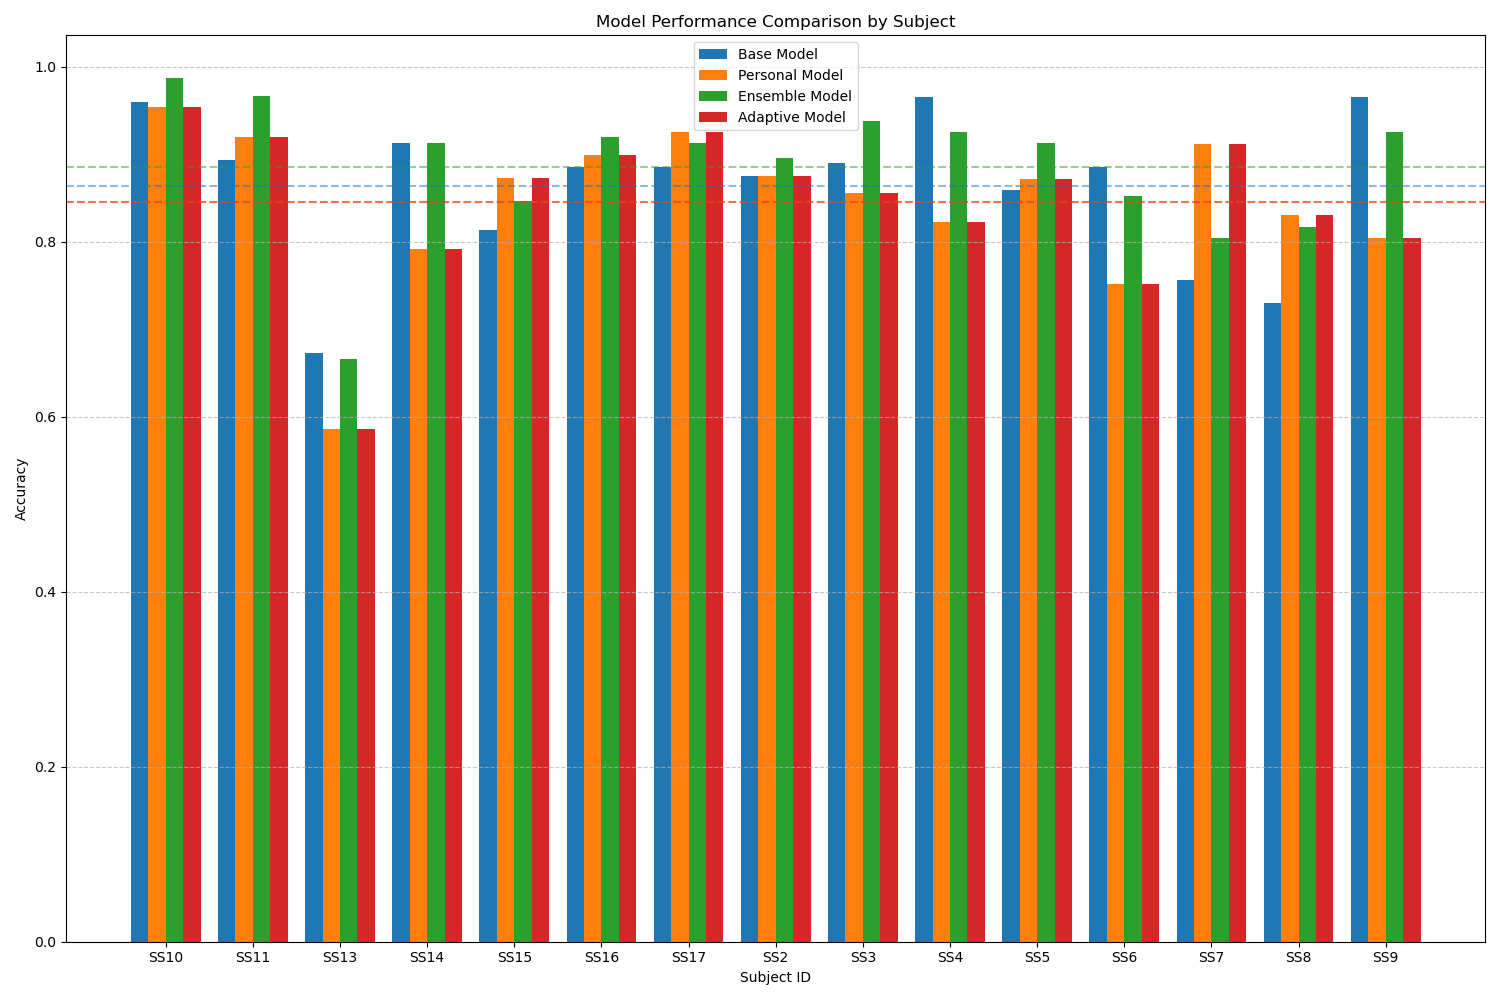 Model Performance Comparison by Subject
Base Model
Personal Model
Ensemble Model
Adaptive Model
1.0
0.8
0.6
0.4
0.2
0.0
Accuracy
SS10 SS11 SS13 SS14 SS15 SS16 SS17 SS2 SS3 SS4 SS5 SS6 SS7 SS8 SS9
Subject ID